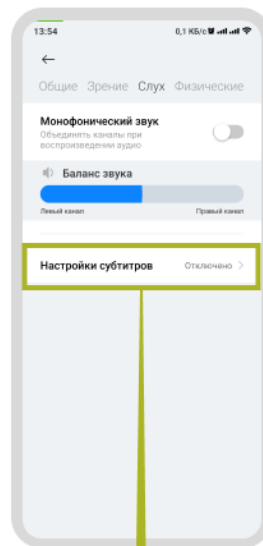 13:54 0,1 КБ/с
Общие Зрение Слух Физические
Монофонический звук
Объединять каналы при
воспроизведении аудио
Баланс звука
Левый канал Правый канал
Настройки субтитров Отключено